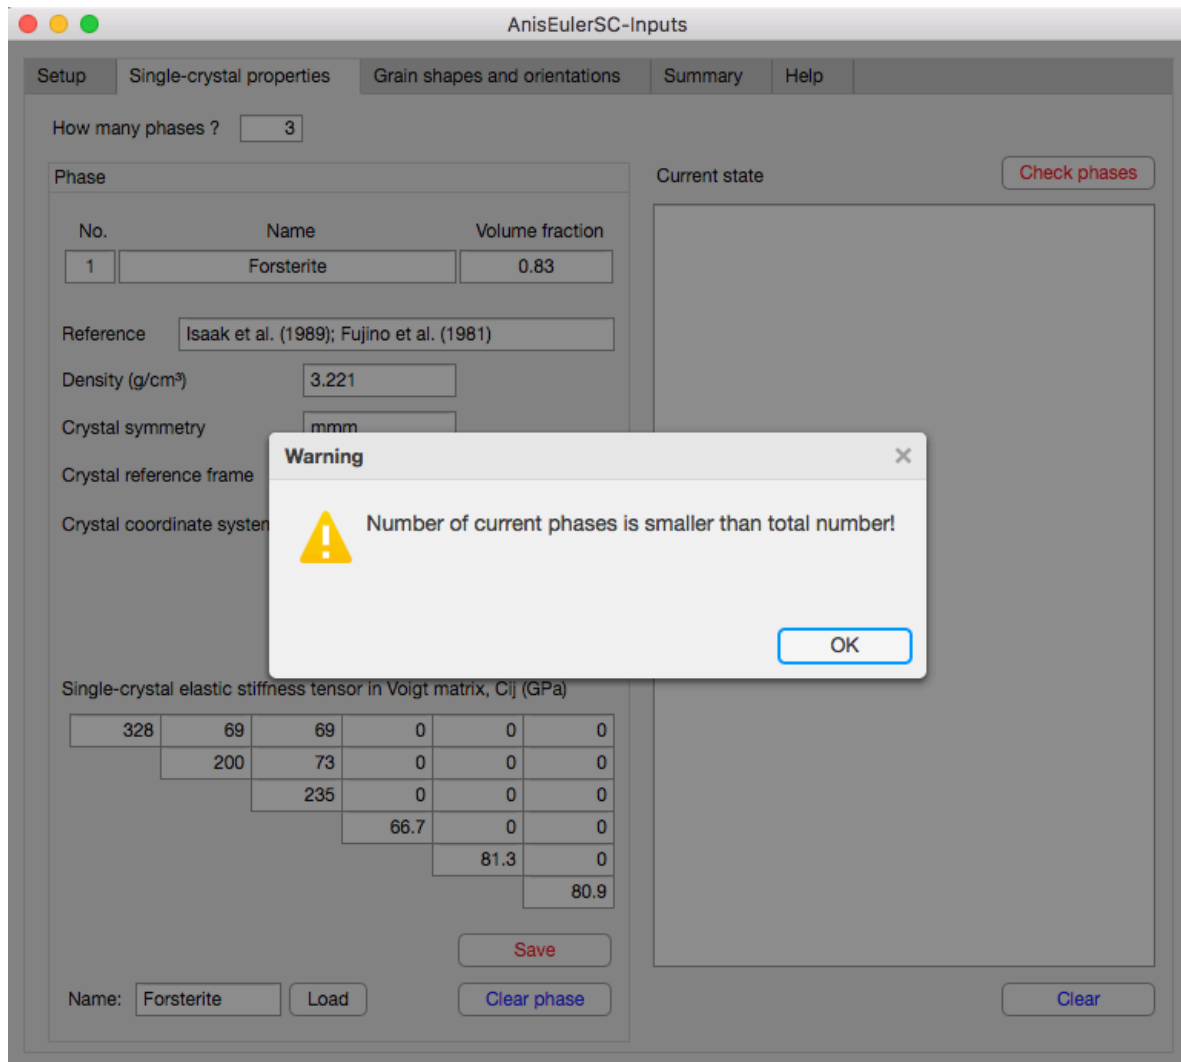 AnisEulerSC-Inputs
Setup Single-crystal properties Grain shapes and orientations Summary Help
How many phases ? 3
Phase
Current state Check phases
No. Name Volume fraction
1 Forsterite 0.83
Reference Isaak et al. (1989); Fujino et al. (1981)
Density (g/cm³) 3.221
Crystal symmetry mmm
Crystal reference frame
Crystal coordinate system
Warning
Number of current phases is smaller than total number!
OK
Single-crystal elastic stiffness tensor in Voigt matrix, Cij (GPa)
328 69 69 0 0 0
200 73 0 0 0
235 0 0 0
66.7 0 0
81.3 0
80.9
Save
Name: Forsterite Load Clear phase Clear